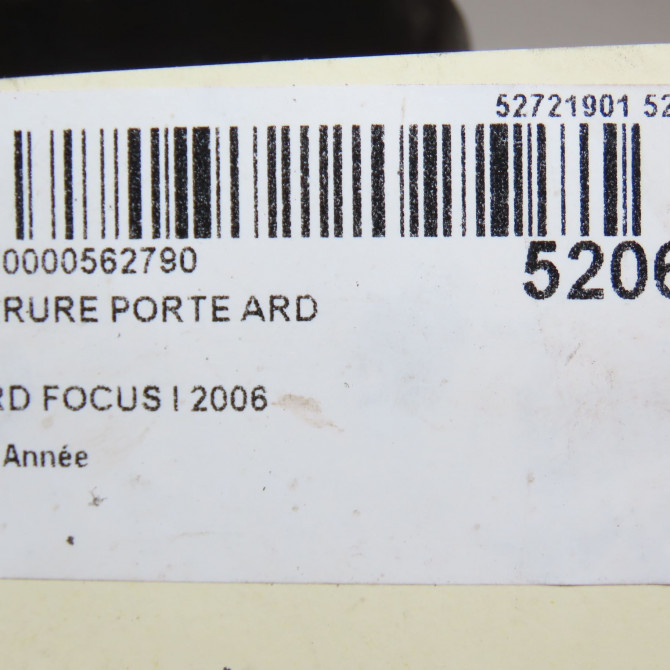 52721901 52
0000562790
5206
RURE PORTE ARD
RD FOCUS I 2006
Année